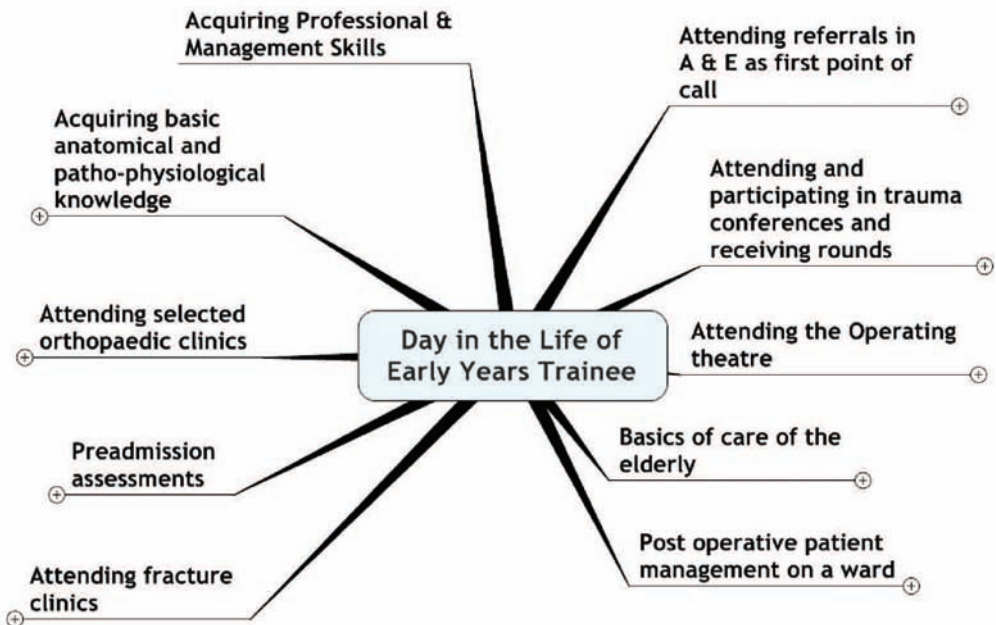 Acquiring Professional &
Management Skills
Attending referrals in
A & E as first point of
call
Acquiring basic
anatomical and
patho-physiological
knowledge
Attending and
participating in trauma
conferences and
receiving rounds
Attending selected
orthopaedic clinics
Day in the Life of
Early Years Trainee
Attending the Operating
theatre
Preadmission
assessments
Basics of care of the
elderly
Attending fracture
clinics
Post operative patient
management on a ward